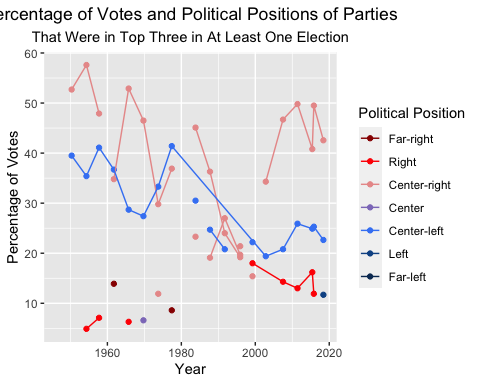 ercentage of Votes and Political Positions of Parties
That Were in Top Three in At Least One Election
60
50
40
30
20
10
Percentage of Votes
1960
1980
2000
2020
Year
Political Position
Far-right
Right
Center-right
Center
Center-left
Left
Far-left